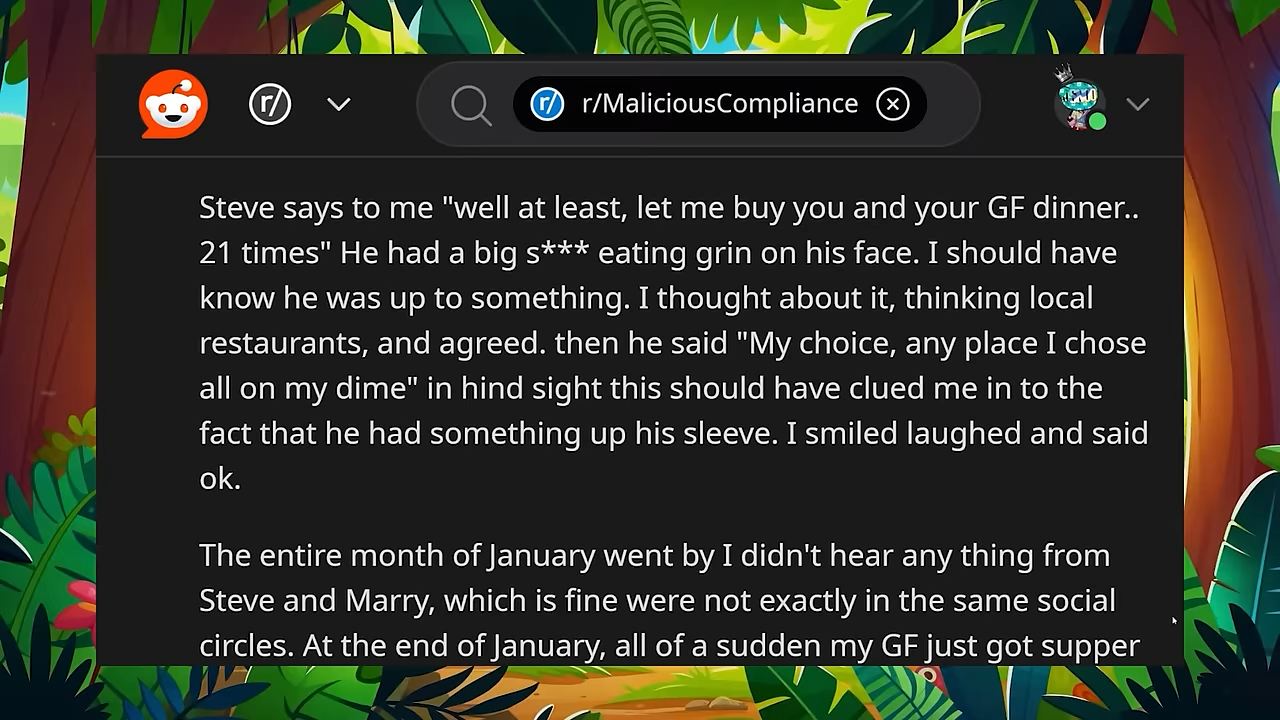 r/ r/MaliciousCompliance
Steve says to me "well at least, let me buy you and your GF dinner..
21 times" He had a big s*** eating grin on his face. I should have
know he was up to something. I thought about it, thinking local
restaurants, and agreed. then he said "My choice, any place I chose
all on my dime" in hind sight this should have clued me in to the
fact that he had something up his sleeve. I smiled laughed and said
ok.
The entire month of January went by I didn't hear any thing from
Steve and Marry, which is fine were not exactly in the same social
circles. At the end of January, all of a sudden my GF just got supper